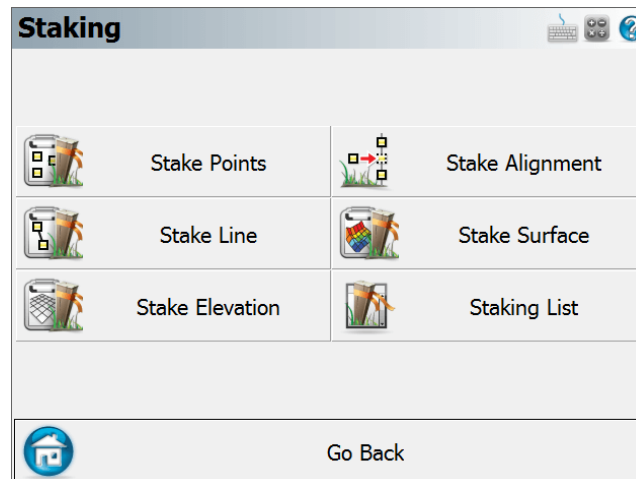 Staking
Stake Points
Stake Alignment
Stake Line
Stake Surface
Stake Elevation
Staking List
Go Back